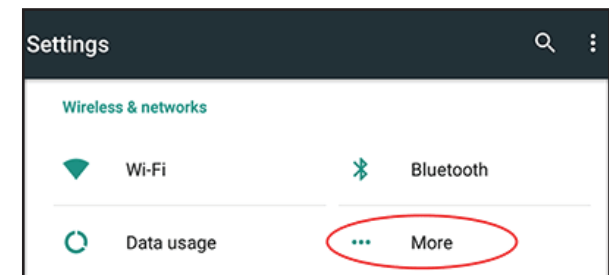 Settings
Wireless & networks
Wi-Fi
Bluetooth
Data usage
More